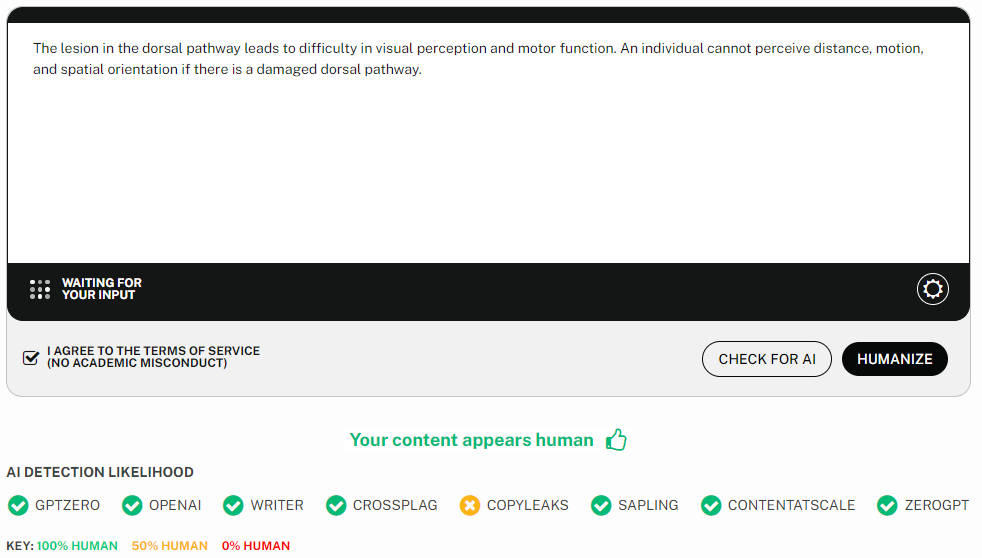 The lesion in the dorsal pathway leads to difficulty in visual perception and motor function. An individual cannot perceive distance, motion,
and spatial orientation if there is a damaged dorsal pathway.
WAITING FOR
YOUR INPUT
I AGREE TO THE TERMS OF SERVICE
(NO ACADEMIC MISCONDUCT)
CHECK FOR AI
HUMANIZE
Your content appears human
AI DETECTION LIKELIHOOD
GPTZERO OPENAI WRITER CROSSPLAG COPYLEAKS SAPLING CONTENTATSCALE ZEROGPT
KEY: 100% HUMAN 50% HUMAN 0% HUMAN